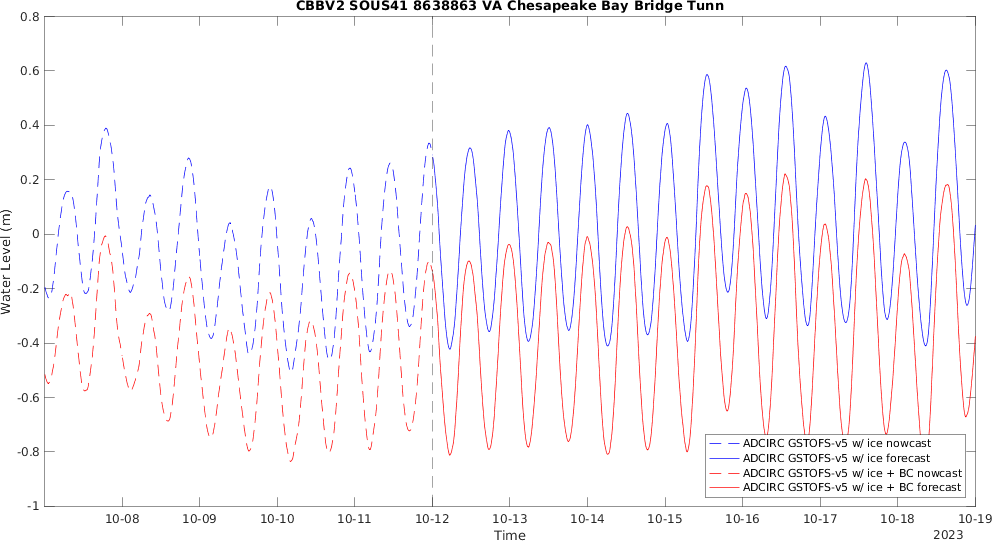 CBBV2 SOUS41 8638863 VA Chesapeake Bay Bridge Tunn
0.8
0.6
0.4
0.2
0
-0.2
-0.4
-0.6
-0.8
-1
Water Level (m)
ADCIRC GSTOFS-v5 w/ ice nowcast
ADCIRC GSTOFS-v5 w/ ice forecast
ADCIRC GSTOFS-v5 w/ ice + BC nowcast
ADCIRC GSTOFS-v5 w/ ice + BC forecast
10-08 10-09 10-10 10-11 10-12 10-13 10-14 10-15 10-16 10-17 10-18 10-19
Time
2023